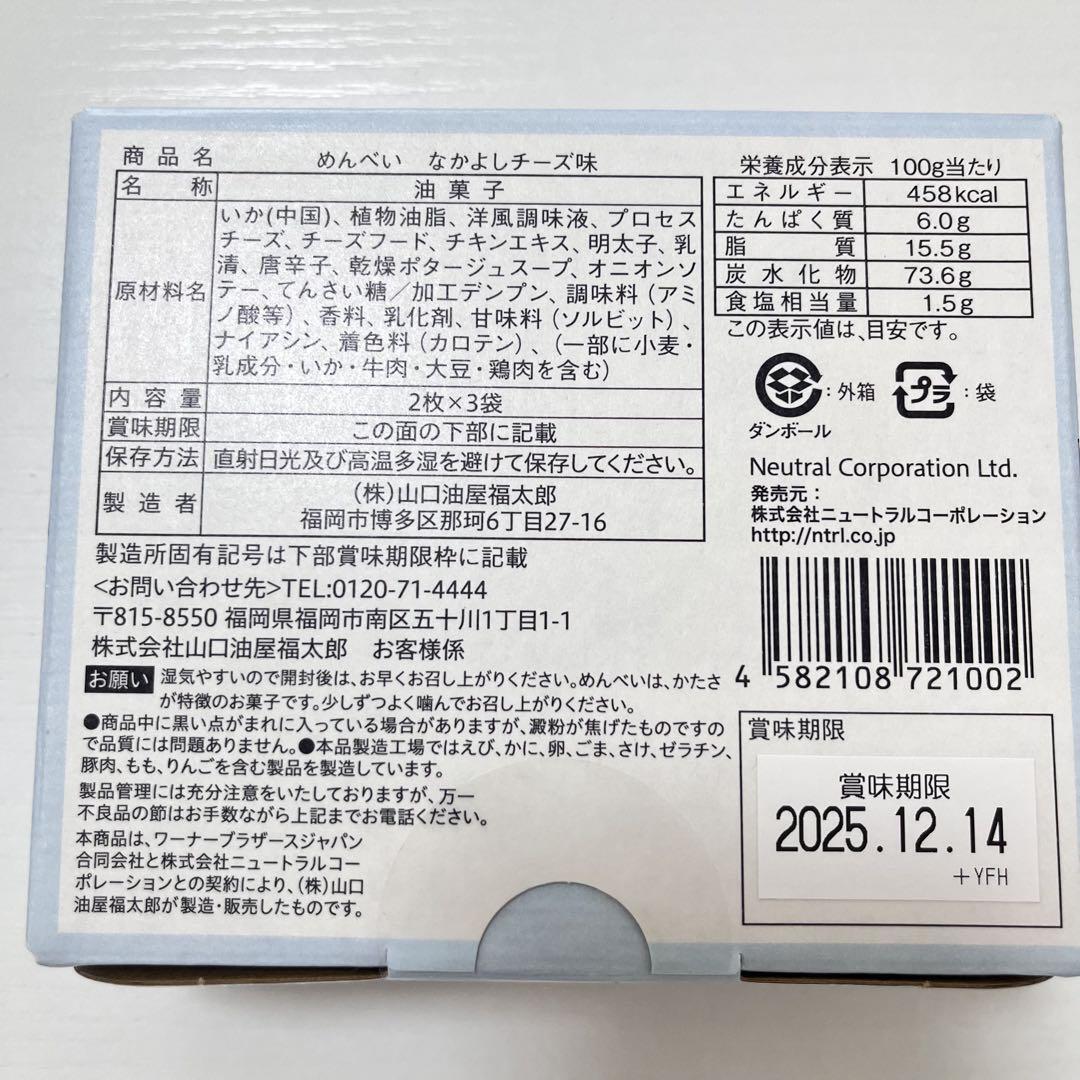 商品名 めんべい なかよしチーズ味
名称 油菓子
原材料名
いか(中国)、植物油脂、洋風調味液、プロセス
チーズ、チーズフード、チキンエキス、明太子、乳
清、唐辛子、乾燥ポタージュスープ、オニオンソ
テー、てんさい糖／加工デンプン、調味料（アミ
ノ酸等）、香料、乳化剤、甘味料（ソルビット）、
ナイアシン、着色料（カロテン）、（一部に小麦・
乳成分・いか・牛肉・大豆・鶏肉を含む）
内容量 2枚×3袋
賞味期限 この面の下部に記載
保存方法 直射日光及び高温多湿を避けて保存してください。
製造者 （株）山口油屋福太郎
福岡市博多区那珂6丁目27-16
製造所固有記号は下部賞味期限枠に記載
<お問い合わせ先>TEL:0120-71-4444
〒815-8550 福岡県福岡市南区五十川1丁目1-1
株式会社山口油屋福太郎 お客様係
お願い 湿気やすいので開封後は、お早くお召し上がりください。めんべいは、かたさ
が特徴のお菓子です。少しずつよく噛んでお召し上がりください。
●商品中に黒い点がまれに入っている場合がありますが、澱粉が焦げたものですの
で品質には問題ありません。●本品製造工場ではえび、かに、卵、ごま、さけ、ゼラチン、
豚肉、もも、りんごを含む製品を製造しています。
製品管理には充分注意をいたしておりますが、万一
不良品の節はお手数ながら上記までお電話ください。
本商品は、ワーナーブラザースジャパン
合同会社と株式会社ニュートラルコー
ポレーションとの契約により、（株）山口
油屋福太郎が製造・販売したものです。
栄養成分表示 100g当たり
エネルギー 458kcal
たんぱく質 6.0g
脂質 15.5g
炭水化物 73.6g
食塩相当量 1.5g
この表示値は、目安です。
：外箱 プラ ：袋
ダンボール
Neutral Corporation Ltd.
発売元：
株式会社ニュートラルコーポレーション
http://ntrl.co.jp
4 582108 721002
賞味期限
賞味期限
2025.12.14
+YFH